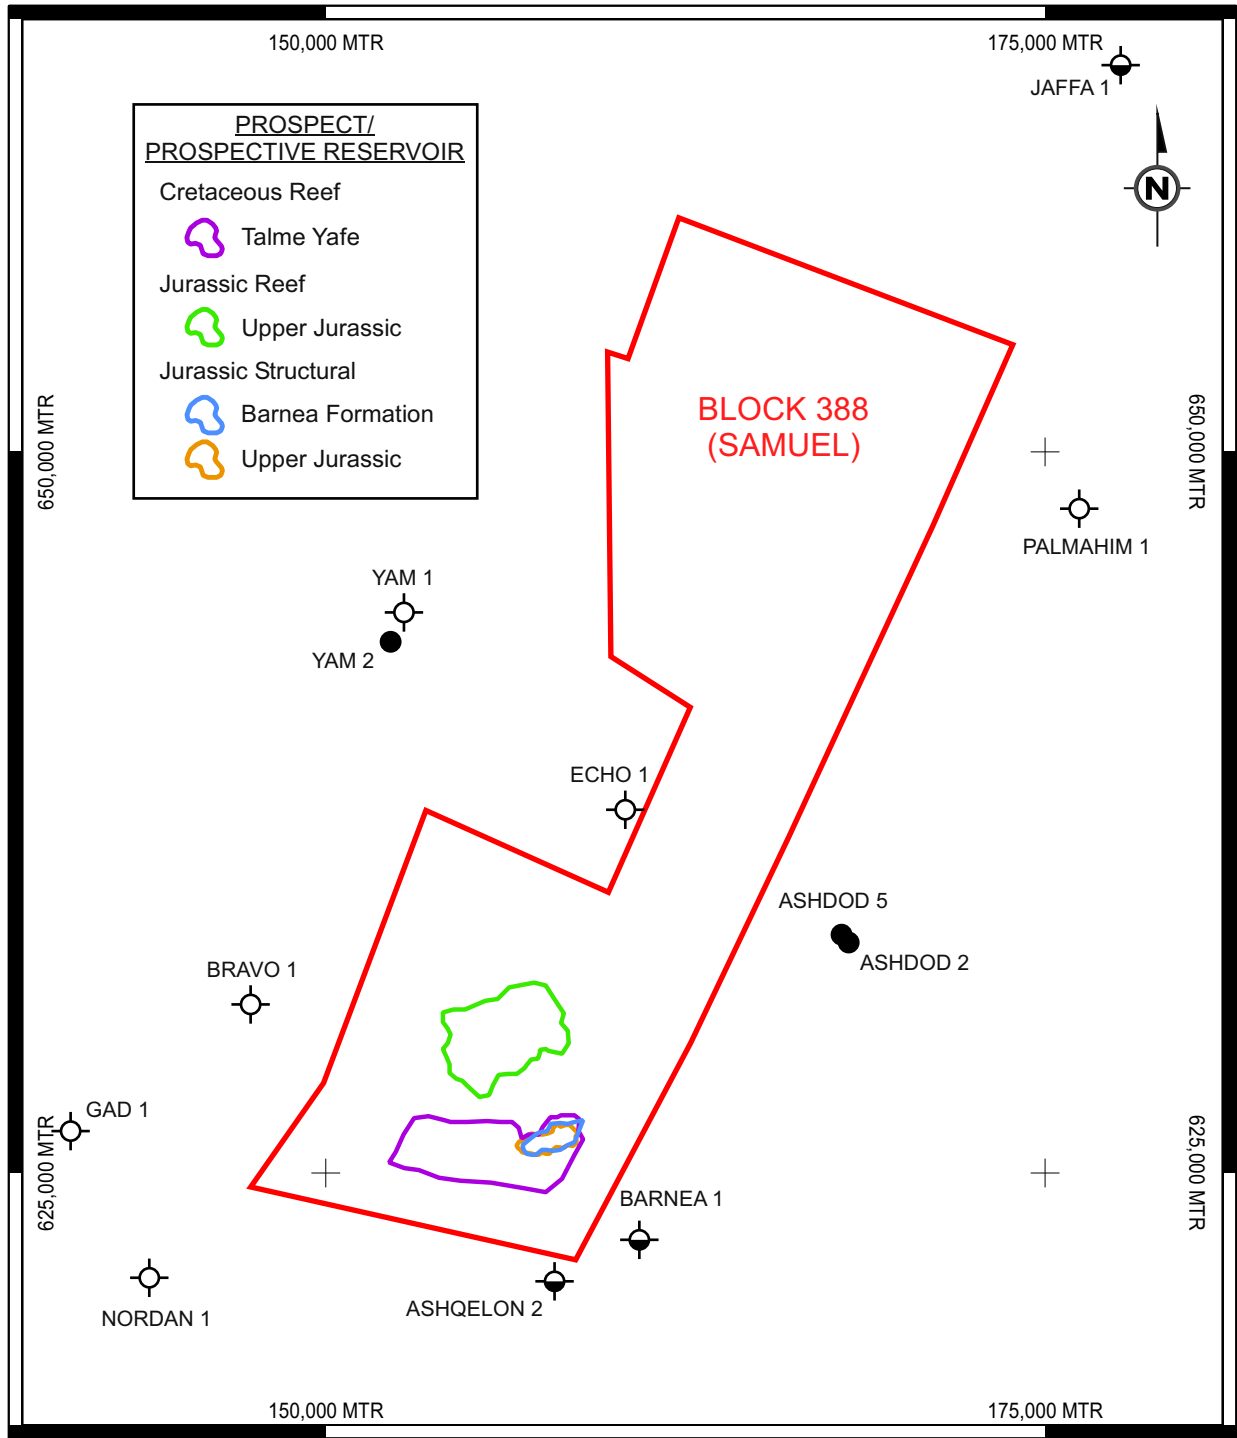 150,000 MTR
175,000 MTR
JAFFA 1
PROSPECT/
PROSPECTIVE RESERVOIR
Cretaceous Reef
Talme Yafe
Jurassic Reef
Upper Jurassic
Jurassic Structural
Barnea Formation
Upper Jurassic
N
BLOCK 388
(SAMUEL)
650,000 MTR
650,000 MTR
PALMAHIM 1
YAM 1
YAM 2
ECHO 1
ASHDOD 5
ASHDOD 2
BRAVO 1
GAD 1
625,000 MTR
625,000 MTR
BARNEA 1
NORDAN 1
ASHQELON 2
150,000 MTR
175,000 MTR